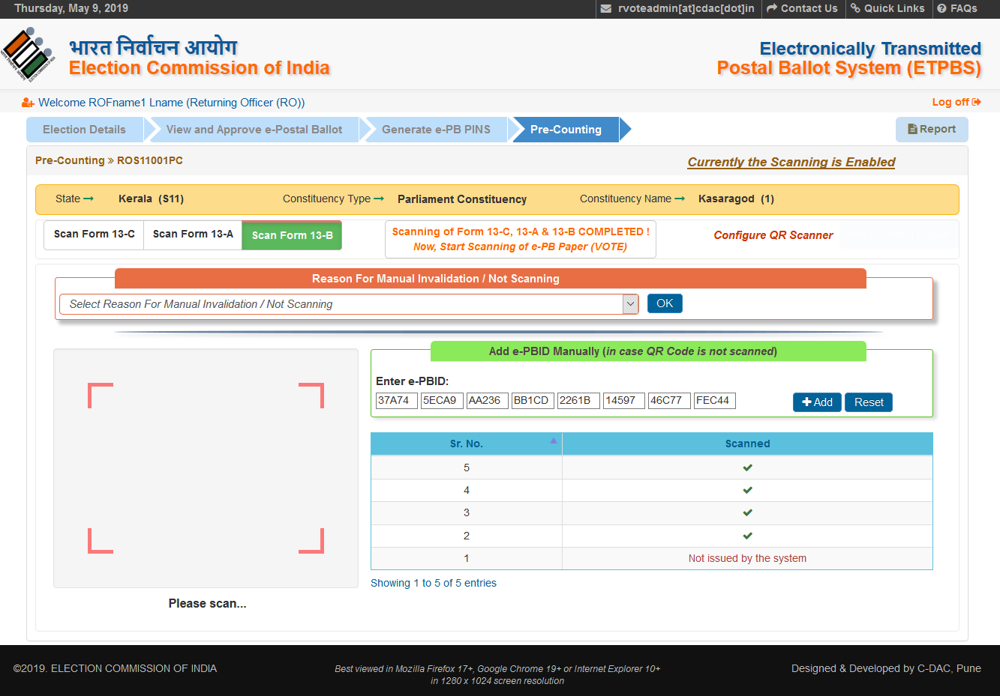 Thursday, May 9, 2019
rvoteadmin[at]cdac[dot]in
Contact Us
Quick Links
FAQs
भारत निर्वाचन आयोग
Election Commission of India
Electronically Transmitted
Postal Ballot System (ETPBS)
Welcome ROFname1 Lname (Returning Officer (RO))
Log off
Election Details
View and Approve e-Postal Ballot
Generate e-PB PINS
Pre-Counting
Report
Pre-Counting » ROS11001PC
Currently the Scanning is Enabled
State → Kerala (S11)
Constituency Type → Parliament Constituency
Constituency Name → Kasaragod (1)
Scan Form 13-C
Scan Form 13-A
Scan Form 13-B
Scanning of Form 13-C, 13-A & 13-B COMPLETED !
Now, Start Scanning of e-PB Paper (VOTE)
Configure QR Scanner
Reason For Manual Invalidation / Not Scanning
Select Reason For Manual Invalidation / Not Scanning
OK
Add e-PBID Manually (in case QR Code is not scanned)
Enter e-PBID:
37A74 5ECA9 AA236 BB1CD 2261B 14597 46C77 FEC44
Add
Reset
Sr. No. Scanned
5 ✔
4 ✔
3 ✔
2 ✔
1 Not issued by the system
Showing 1 to 5 of 5 entries
Please scan...
©2019. ELECTION COMMISSION OF INDIA
Best viewed in Mozilla Firefox 17+, Google Chrome 19+ or Internet Explorer 10+
in 1280 x 1024 screen resolution
Designed & Developed by C-DAC, Pune